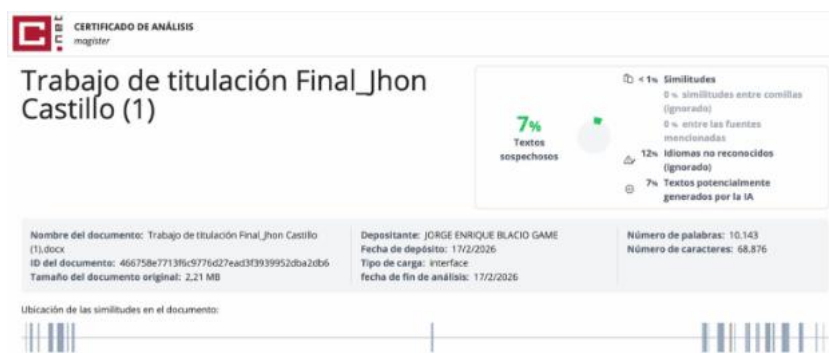 C
.net
CERTIFICADO DE ANÁLISIS
magister
Trabajo de titulación Final_Jhon
Castillo (1)
7%
Textos
sospechosos
< 1% Similitudes
0 % similitudes entre comillas
(ignorado)
0 % entre las fuentes
mencionadas
12% Idiomas no reconocidos
(ignorado)
7% Textos potencialmente
generados por la IA
Nombre del documento: Trabajo de titulación Final_Jhon Castillo
(1).docx
ID del documento: 466758e7713f6c9776d27ead3f3939952dba2db6
Tamaño del documento original: 2,21 MB
Depositante: JORGE ENRIQUE BLACIO GAME
Fecha de depósito: 17/2/2026
Tipo de carga: interface
fecha de fin de análisis: 17/2/2026
Número de palabras: 10.143
Número de caracteres: 68.876
Ubicación de las similitudes en el documento: